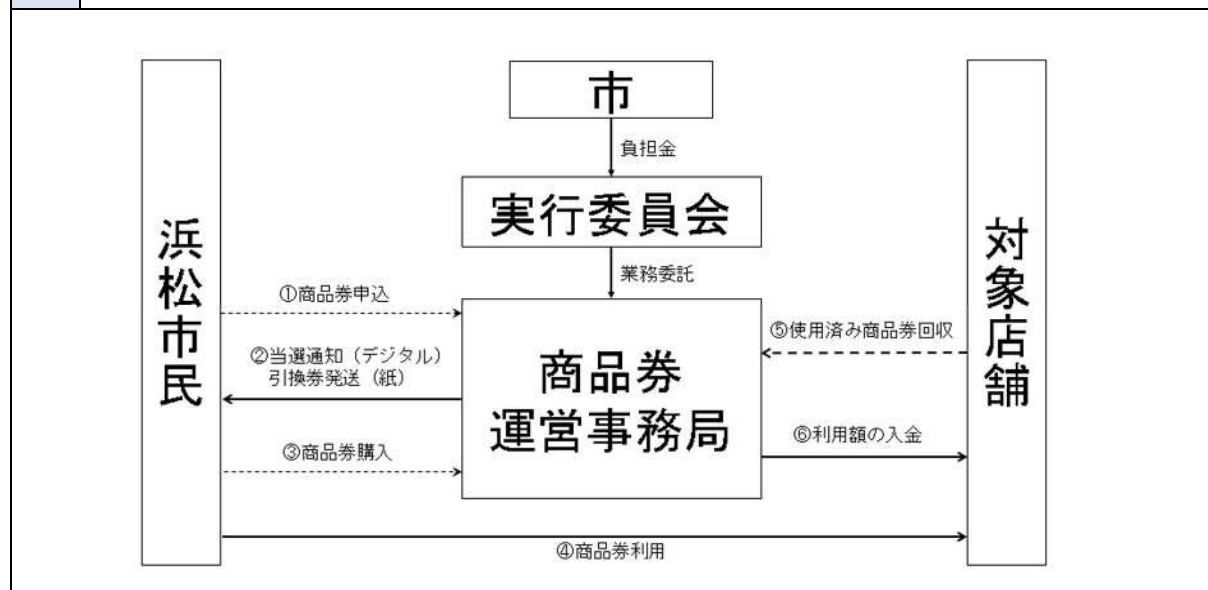 市
負担金
実行委員会
業務委託
浜松市民
①商品券申込
②当選通知（デジタル）
引換券発送（紙）
③商品券購入
商品券
運営事務局
⑤使用済み商品券回収
⑥利用額の入金
対象店舗
④商品券利用